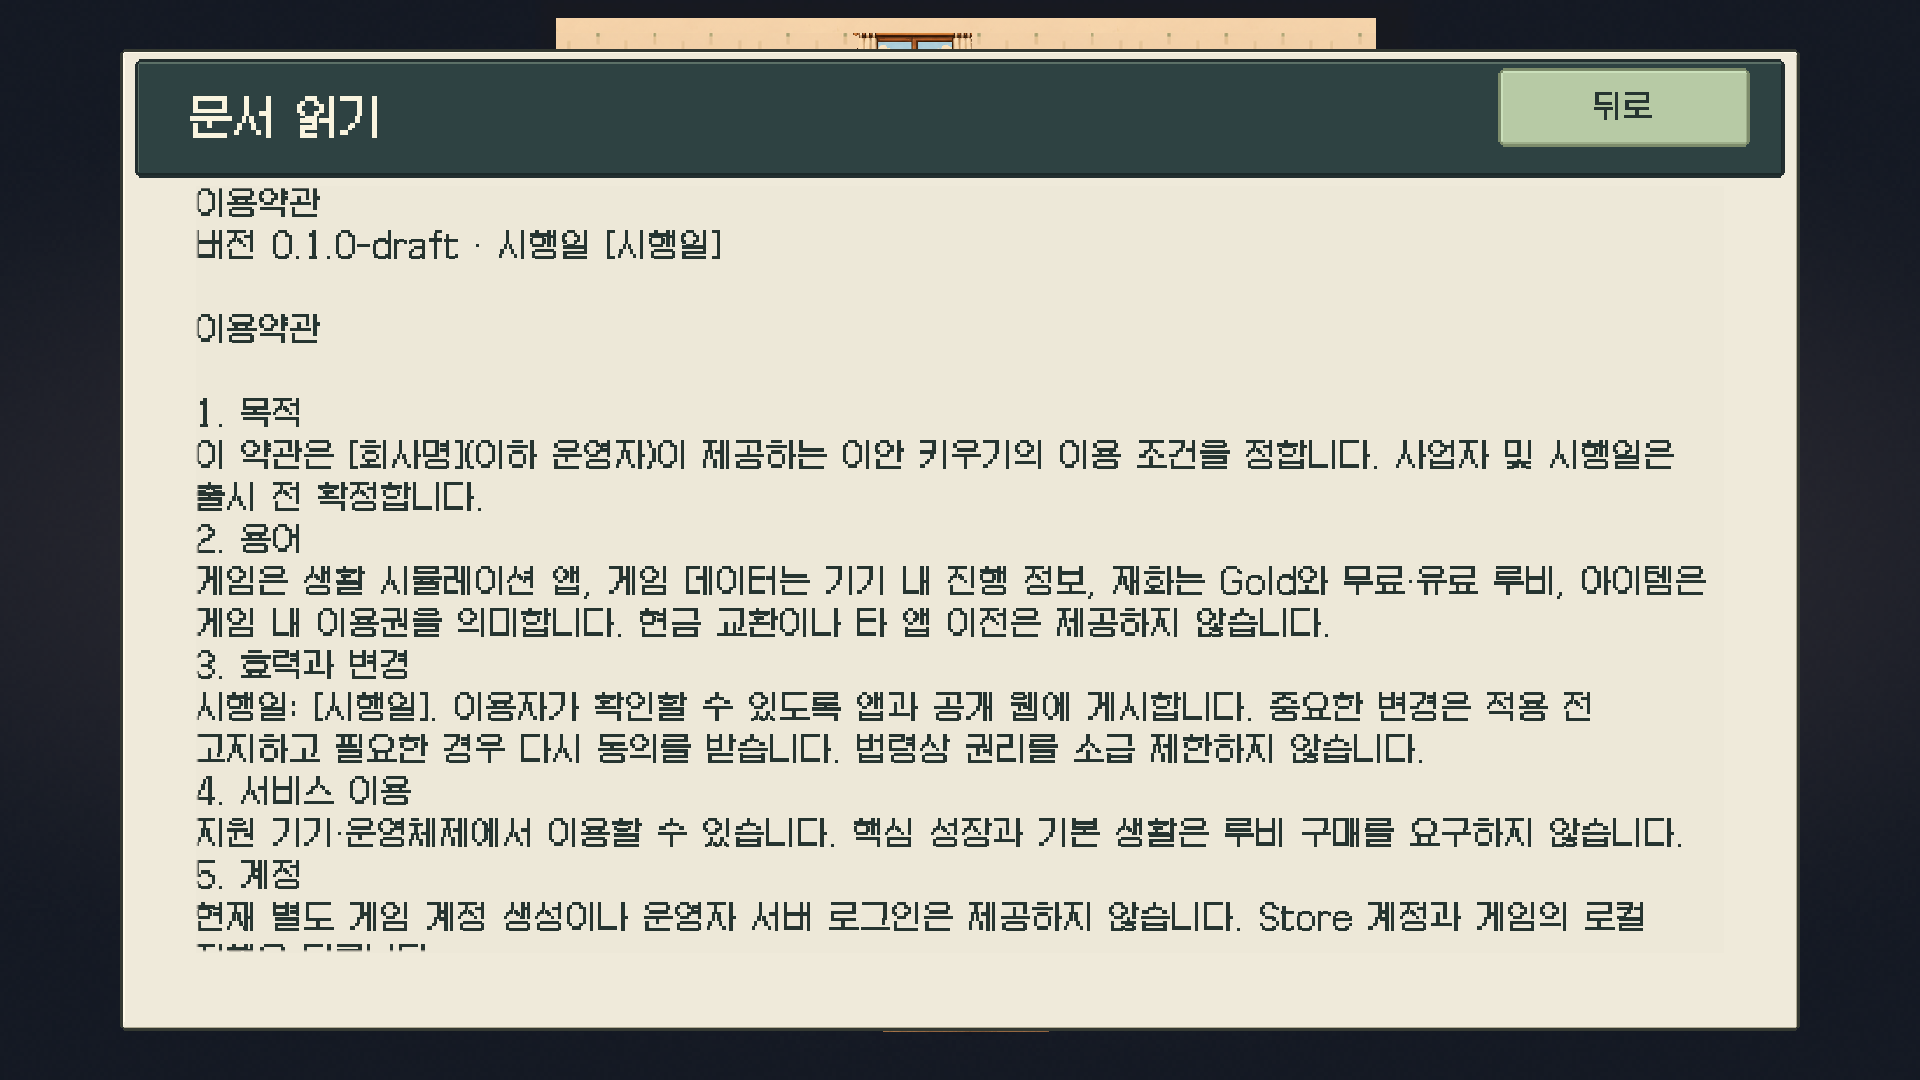 문서 읽기
뒤로
이용약관
버전 0.1.0-draft · 시행일 [시행일]
이용약관
1. 목적
이 약관은 [회사명](이하 운영자)이 제공하는 이안 키우기의 이용 조건을 정합니다. 사업자 및 시행일은
출시 전 확정합니다.
2. 용어
게임은 생활 시뮬레이션 앱, 게임 데이터는 기기 내 진행 정보, 재화는 Gold와 무료·유료 루비, 아이템은
게임 내 이용권을 의미합니다. 현금 교환이나 타 앱 이전은 제공하지 않습니다.
3. 효력과 변경
시행일: [시행일]. 이용자가 확인할 수 있도록 앱과 공개 웹에 게시합니다. 중요한 변경은 적용 전
고지하고 필요한 경우 다시 동의를 받습니다. 법령상 권리를 소급 제한하지 않습니다.
4. 서비스 이용
지원 기기·운영체제에서 이용할 수 있습니다. 핵심 성장과 기본 생활은 루비 구매를 요구하지 않습니다.
5. 계정
현재 별도 게임 계정 생성이나 운영자 서버 로그인은 제공하지 않습니다. Store 계정과 게임의 로컬